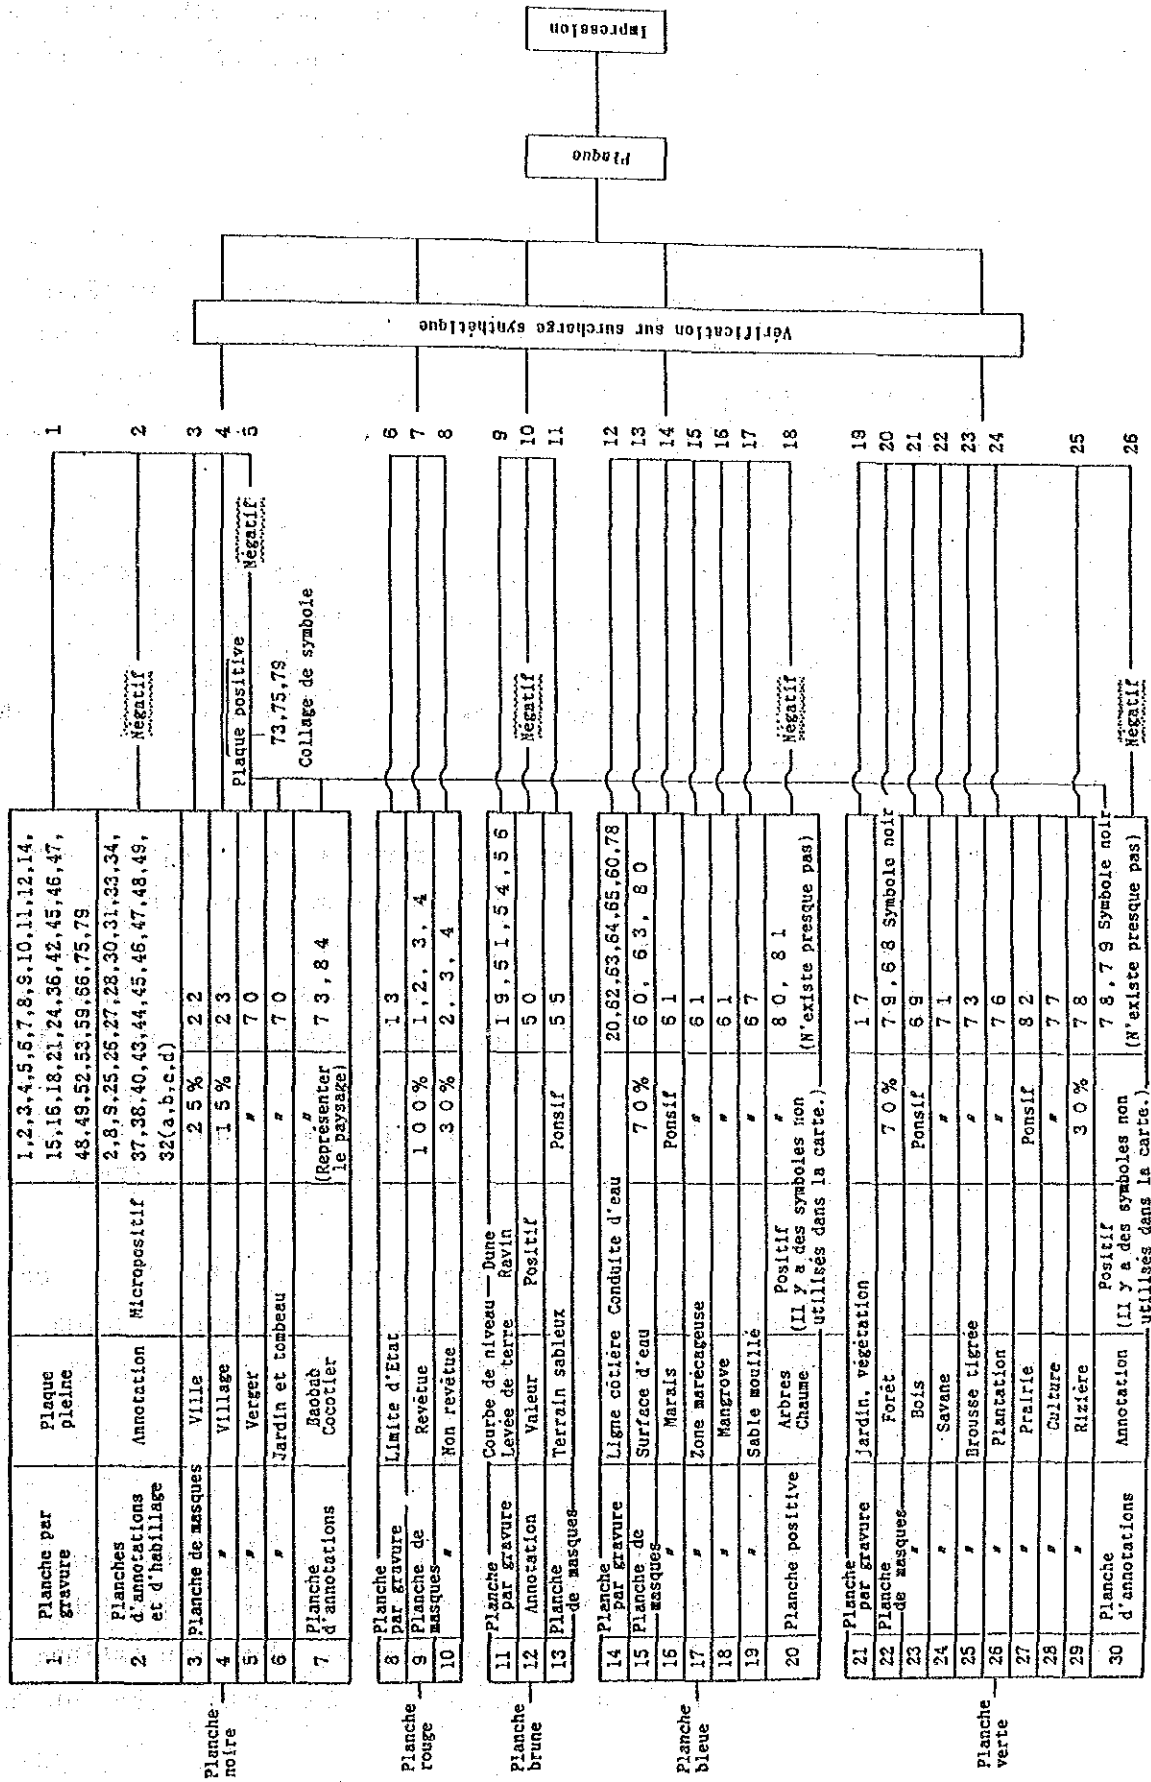 Planche noire
1 Planche par gravure Plaque pleine 1,2,3,4,5,6,7,8,9,10,11,12,14,
15,16,18,21,24,36,42,45,46,47,
48,49,52,53,59,66,75,79 1
2 Planches d'annotations et d'habillage Annotation Micropositif 2,8,9,25,26,27,28,30,31,33,34,
37,38,40,43,44,45,46,47,48,49,
32(a,b,c,d) Négatif 2
3 Planche de masques Ville 25% 22 3
4 〃 Village 15% 23 4
5 〃 Verger 〃 70 Plaque positive Négatif 5
6 〃 Jardin et tombeau 〃 70 73,75,79
7 Planche d'annotations Baobab Cocotier 〃 (Représenter le paysage) 73,84 Collage de symbole
Planche rouge
8 Planche par gravure Limite d'Etat 13 6
9 Planche de masques Revêtue 100% 1,2,3,4 7
10 〃 Non revêtue 30% 2,3,4 8
Planche brune
11 Planche par gravure Courbe de niveau Dune
Levée de terre Ravin 19,51,54,56 9
12 Annotation Valeur Positif 50 Négatif 10
13 Planche de masques Terrain sableux Ponsif 55 11
Planche bleue
14 Planche par gravure Ligne côtière Conduite d'eau 20,62,63,64,65,60,78 12
15 Planche de masques Surface d'eau 70% 60,63,80 13
16 〃 Marais Ponsif 61 14
17 〃 Zone marécageuse 〃 61 15
18 〃 Mangrove 〃 61 16
19 〃 Sable mouillé 〃 67 17
20 Planche positive Arbres Chaume Positif 〃 80,81
(Il y a des symboles non utilisés dans la carte.) (N'existe presque pas) Négatif 18
Planche verte
21 Planche par gravure jardin, végétation 17 19
22 Planche de masques Forêt 70% 79,68 Symbole noir 20
23 〃 Bois Ponsif 69 21
24 〃 Savane 〃 71 22
25 〃 Brousse tigrée 〃 73 23
26 〃 Plantation 〃 76 24
27 〃 Prairie Ponsif 82
28 〃 Culture 〃 77
29 〃 Rizière 30% 78 25
30 Planche d'annotations Annotation Positif 78,79 Symbole noir
(Il y a des symboles non utilisés dans la carte.) (N'existe presque pas) Négatif 26
Vérification sur surcharge synthétique
Plaque
Impression